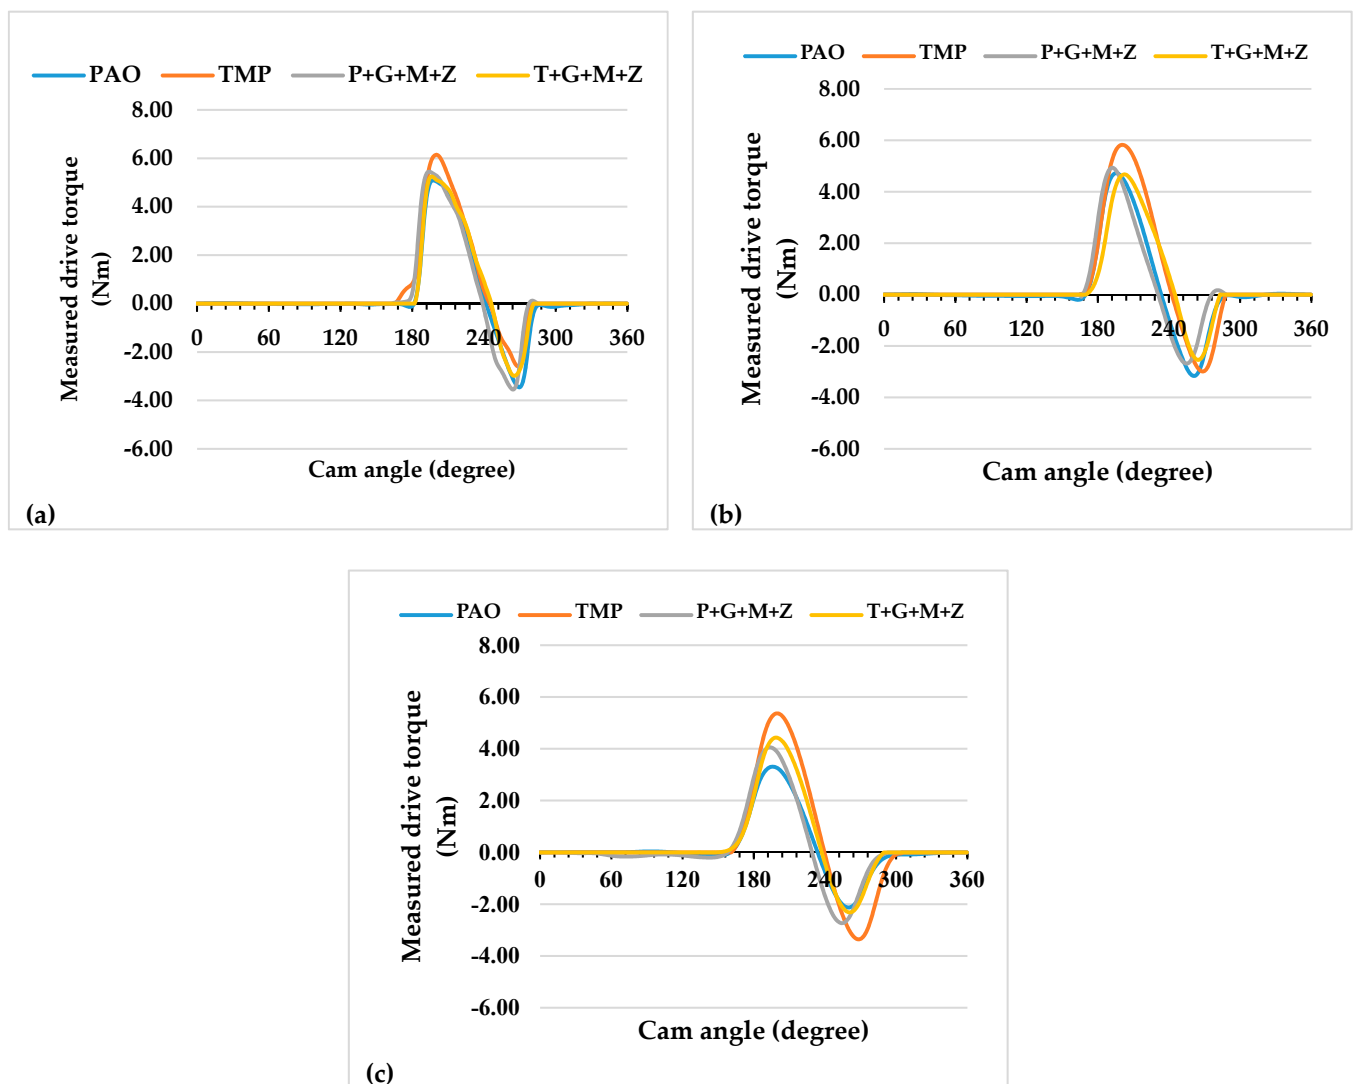 PAO TMP P+G+M+Z T+G+M+Z
8.00
6.00
4.00
2.00
0.00
-2.00
-4.00
-6.00
0 60 120 180 240 300 360
Measured drive torque
(Nm)
Cam angle (degree)
(a)
PAO TMP P+G+M+Z T+G+M+Z
8.00
6.00
4.00
2.00
0.00
-2.00
-4.00
-6.00
0 60 120 180 240 300 360
Measured drive torque
(Nm)
Cam angle (degree)
(b)
PAO TMP P+G+M+Z T+G+M+Z
8.00
6.00
4.00
2.00
0.00
-2.00
-4.00
-6.00
0 60 120 180 240 300 360
Measured drive torque
(Nm)
Cam angle (degree)
(c)